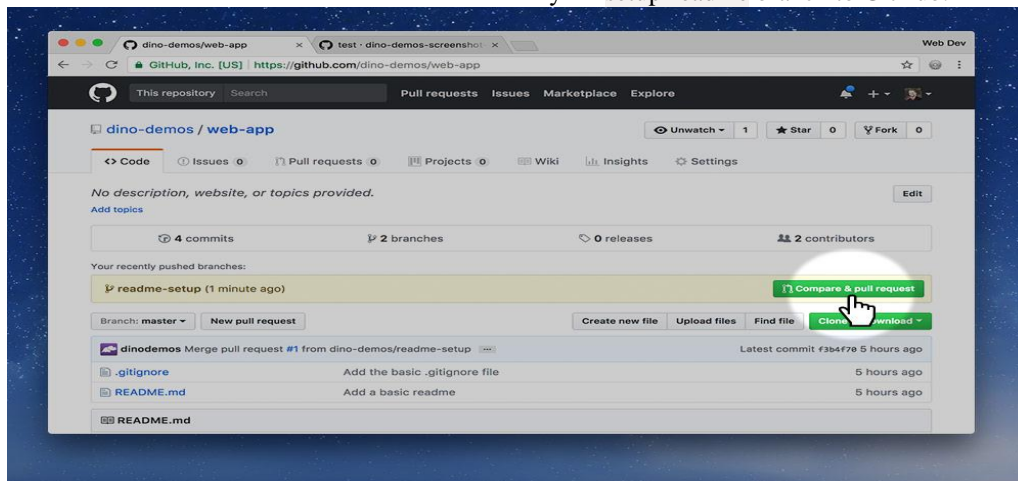 dino-demos/web-app × test · dino-demos-screenshot × Web Dev
GitHub, Inc. [US] https://github.com/dino-demos/web-app
This repository Search Pull requests Issues Marketplace Explore
dino-demos / web-app Unwatch 1 Star 0 Fork 0
Code Issues 0 Pull requests 0 Projects 0 Wiki Insights Settings
No description, website, or topics provided. Edit
Add topics
4 commits 2 branches 0 releases 2 contributors
Your recently pushed branches:
readme-setup (1 minute ago) Compare & pull request
Branch: master New pull request Create new file Upload files Find file Clone download
dinodemos Merge pull request #1 from dino-demos/readme-setup ... Latest commit f3b4f70 5 hours ago
.gitignore Add the basic .gitignore file 5 hours ago
README.md Add a basic readme 5 hours ago
README.md